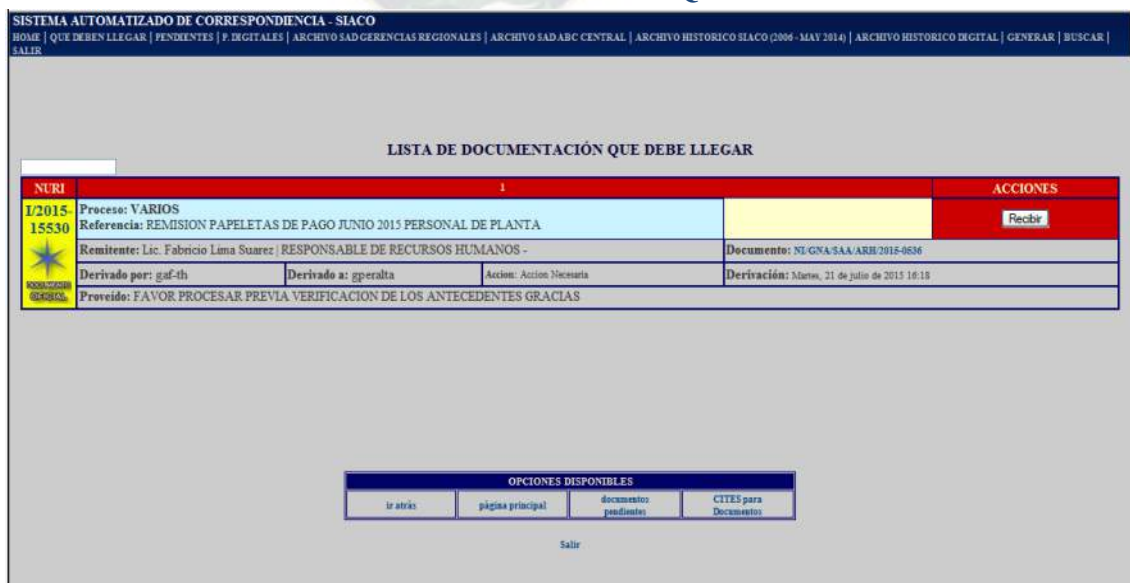 SISTEMA AUTOMATIZADO DE CORRESPONDIENCIA - SIACO
HOME | QUE DEBEN LLEGAR | PENDIENTES | P. DIGITALES | ARCHIVO SAD GERENCIAS REGIONALES | ARCHIVO SAD ABC CENTRAL | ARCHIVO HISTORICO SIACO (2006 - MAY 2014) | ARCHIVO HISTORICO DIGITAL | GENERAR | BUSCAR |
SALIR
LISTA DE DOCUMENTACIÓN QUE DEBE LLEGAR
NURI 1 ACCIONES
I/2015-15530
Proceso: VARIOS
Referencia: REMISION PAPELETAS DE PAGO JUNIO 2015 PERSONAL DE PLANTA
Recibir
Remitente: Lic. Fabricio Lima Suarez | RESPONSABLE DE RECURSOS HUMANOS - Documento: NI/GNA/SAA/ARH/2015-0536
Derivado por: gaf-th Derivado a: gperalta Accion: Accion Necesaria Derivación: Martes, 21 de julio de 2015 16:18
DOCUMENTO
ORIGINAL
Proveido: FAVOR PROCESAR PREVIA VERIFICACION DE LOS ANTECEDENTES GRACIAS
OPCIONES DISPONIBLES
ir atrás página principal documentos pendientes CITES para Documentos
Salir